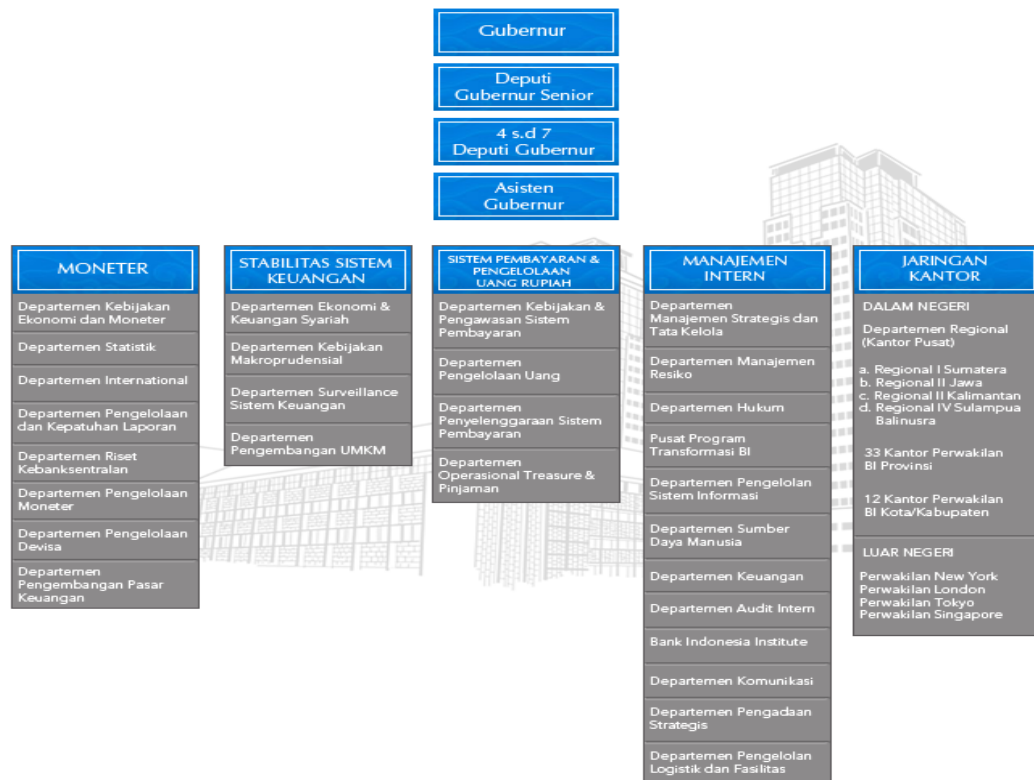 Gubernur
Deputi
Gubernur Senior
4 s.d 7
Deputi Gubernur
Asisten
Gubernur
MONETER
Departemen Kebijakan
Ekonomi dan Moneter
Departemen Statistik
Departemen International
Departemen Pengelolaan
dan Kepatuhan Laporan
Departemen Riset
Kebanksentralan
Departemen Pengelolaan
Moneter
Departemen Pengelolaan
Devisa
Departemen
Pengembangan Pasar
Keuangan
STABILITAS SISTEM
KEUANGAN
Departemen Ekonomi &
Keuangan Syariah
Departemen Kebijakan
Makroprudensial
Departemen Surveillance
Sistem Keuangan
Departemen
Pengembangan UMKM
SISTEM PEMBAYARAN &
PENGELOLAAN
UANG RUPIAH
Departemen Kebijakan &
Pengawasan Sistem
Pembayaran
Departemen
Pengelolaan Uang
Departemen
Penyelenggaraan Sistem
Pembayaran
Departemen
Operasional Treasure &
Pinjaman
MANAJEMEN
INTERN
Departemen
Manajemen Strategis dan
Tata Kelola
Departemen Manajemen
Resiko
Departemen Hukum
Pusat Program
Transformasi BI
Departemen Pengelolan
Sistem Informasi
Departemen Sumber
Daya Manusia
Departemen Keuangan
Departemen Audit Intern
Bank Indonesia Institute
Departemen Komunikasi
Departemen Pengadaan
Strategis
Departemen Pengelolan
Logistik dan Fasilitas
JARINGAN
KANTOR
DALAM NEGERI
Departemen Regional
(Kantor Pusat)
a. Regional I Sumatera
b. Regional II Jawa
c. Regional II Kalimantan
d. Regional IV Sulampua
Balinusra
33 Kantor Perwakilan
BI Provinsi
12 Kantor Perwakilan
BI Kota/Kabupaten
LUAR NEGERI
Perwakilan New York
Perwakilan London
Perwakilan Tokyo
Perwakilan Singapore